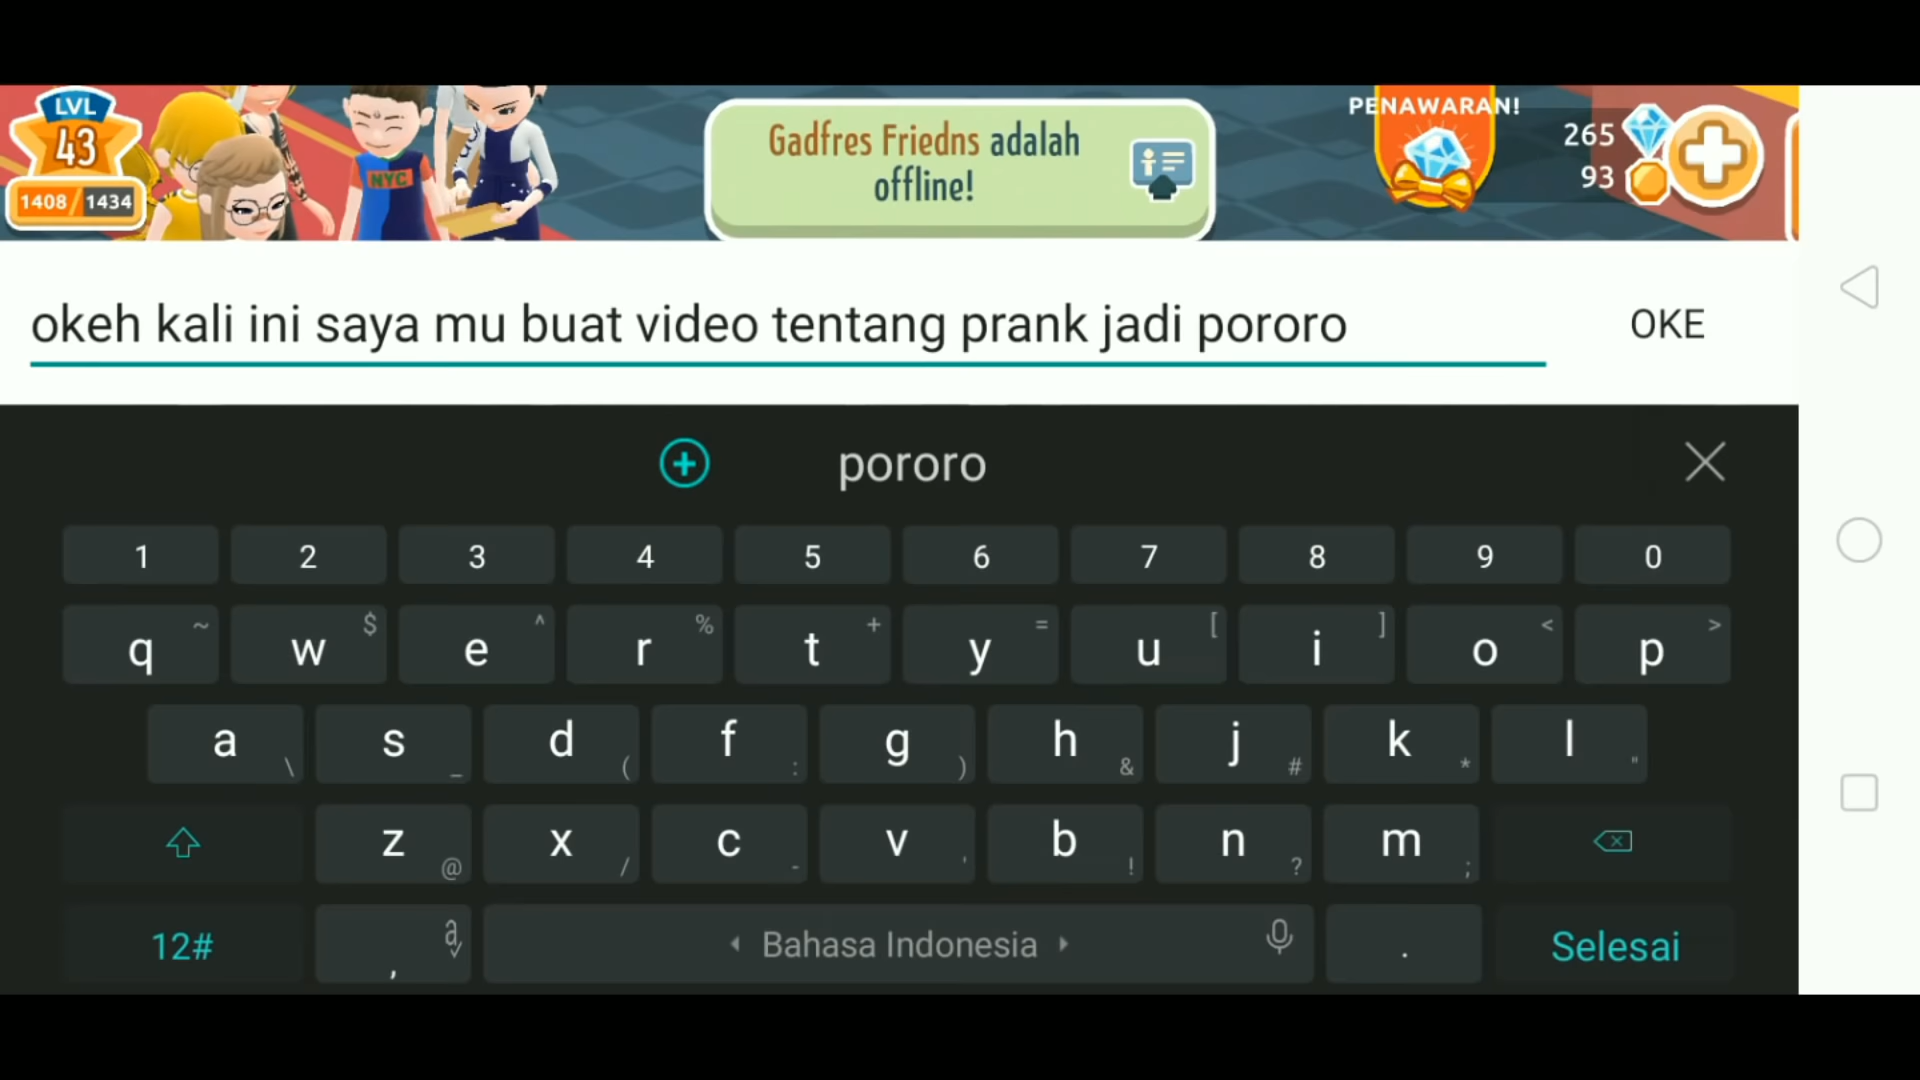 LVL
43
1408 / 1434
NYC
Gadfres Friedns adalah
offline!
PENAWARAN!
265
93
okeh kali ini saya mu buat video tentang prank jadi pororo
OKE
pororo
1 2 3 4 5 6 7 8 9 0
q ~ w $ e ^ r % t + y = u [ i ] o < p >
a \ s _ d ( f : g ) h & j # k * l "
z @ x / c - v ' b ! n ? m ;
12# , a Bahasa Indonesia . Selesai